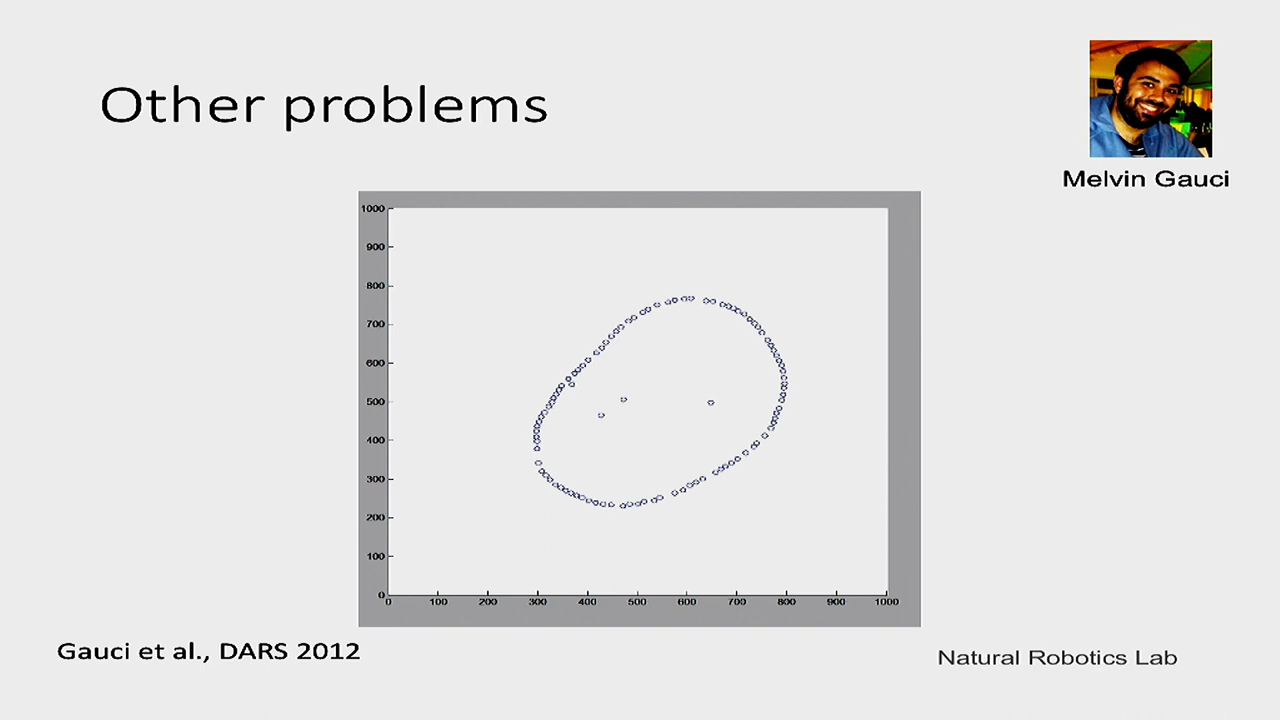 Other problems
Melvin Gauci
1000
900
800
700
600
500
400
300
200
100
0
0 100 200 300 400 500 600 700 800 900 1000
Gauci et al., DARS 2012
Natural Robotics Lab